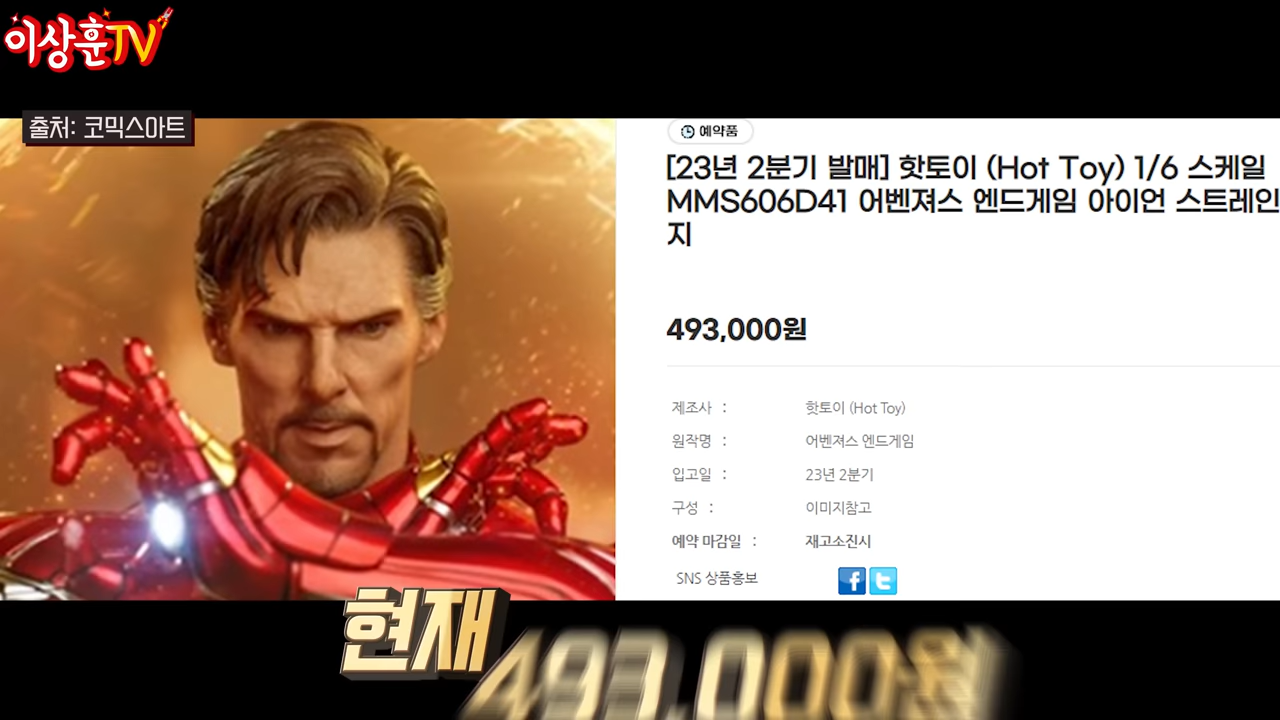 이상훈TV
출처: 코믹스아트
예약품
[23년 2분기 발매] 핫토이 (Hot Toy) 1/6 스케일
MMS606D41 어벤져스 엔드게임 아이언 스트레인
지
493,000원
제조사 : 핫토이 (Hot Toy)
원작명 : 어벤져스 엔드게임
입고일 : 23년 2분기
구성 : 이미지참고
예약 마감일 : 재고소진시
SNS 상품홍보
현재 493,000원